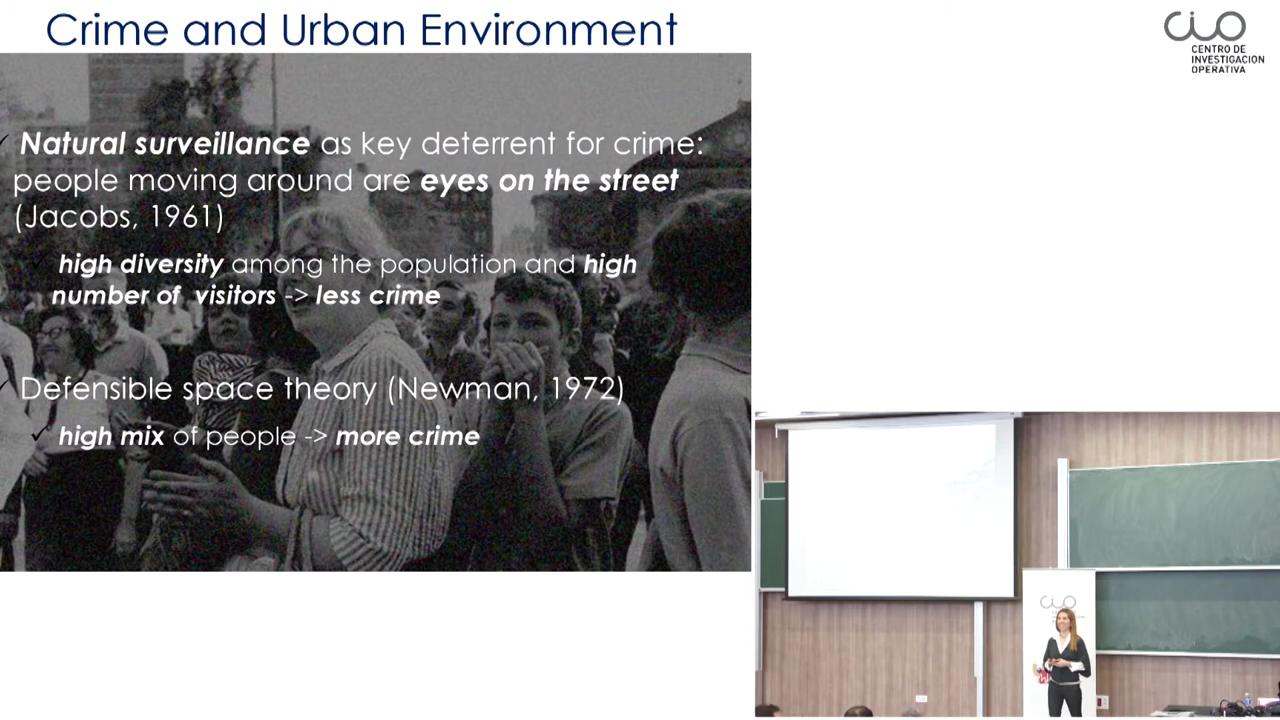 Crime and Urban Environment
CIO
CENTRO DE
INVESTIGACION
OPERATIVA
✓ Natural surveillance as key deterrent for crime:
people moving around are eyes on the street
(Jacobs, 1961)
✓ high diversity among the population and high
number of visitors -> less crime
✓ Defensible space theory (Newman, 1972)
✓ high mix of people -> more crime
CIO